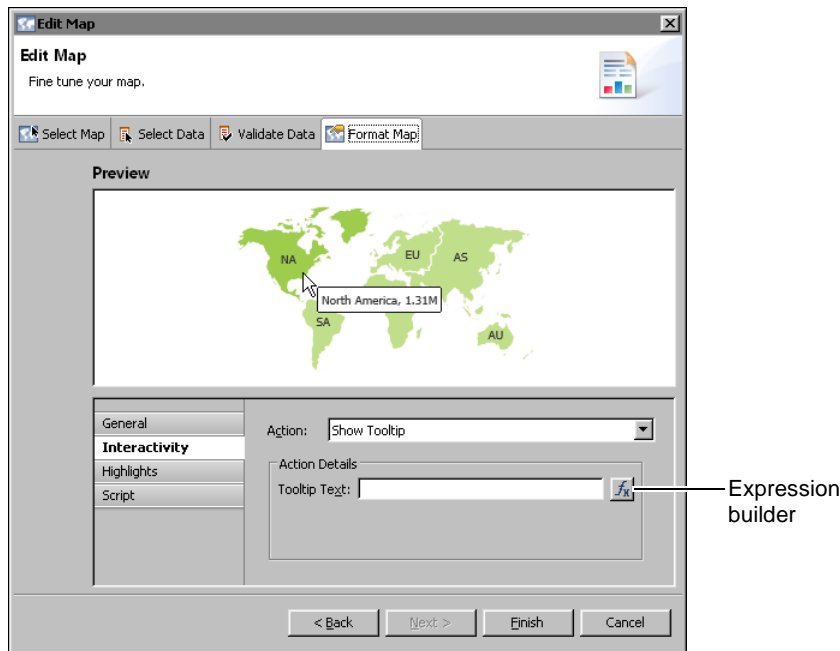 Edit Map
Edit Map
Fine tune your map.
Select Map
Select Data
Validate Data
Format Map
Preview
NA
EU
AS
North America, 1.31M
SA
AU
General
Interactivity
Highlights
Script
Action:
Show Tooltip
Action Details
Tooltip Text:
fx
Expression
builder
< Back
Next >
Finish
Cancel